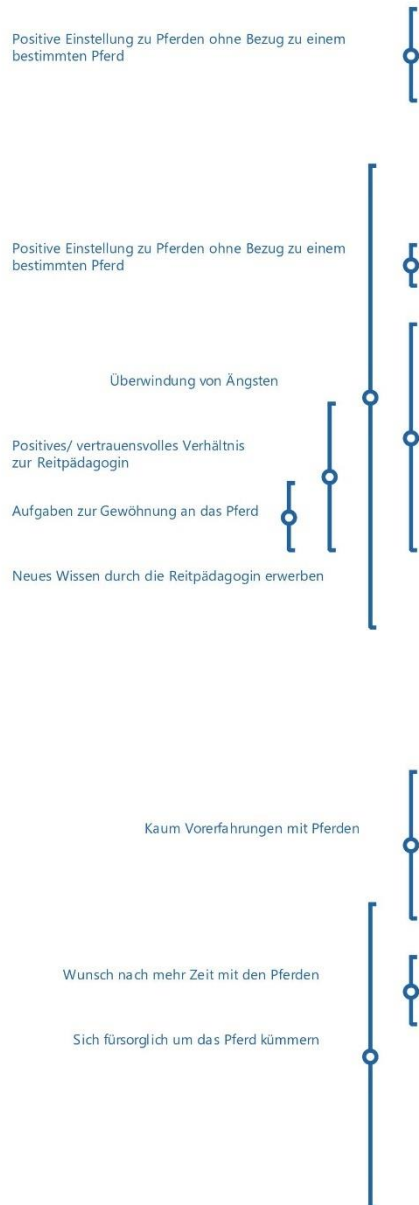 Positive Einstellung zu Pferden ohne Bezug zu einem
bestimmten Pferd
Positive Einstellung zu Pferden ohne Bezug zu einem
bestimmten Pferd
Überwindung von Ängsten
Positives/ vertrauensvolles Verhältnis
zur Reitpädagogin
Aufgaben zur Gewöhnung an das Pferd
Neues Wissen durch die Reitpädagogin erwerben
Kaum Vorerfahrungen mit Pferden
Wunsch nach mehr Zeit mit den Pferden
Sich fürsorglich um das Pferd kümmern